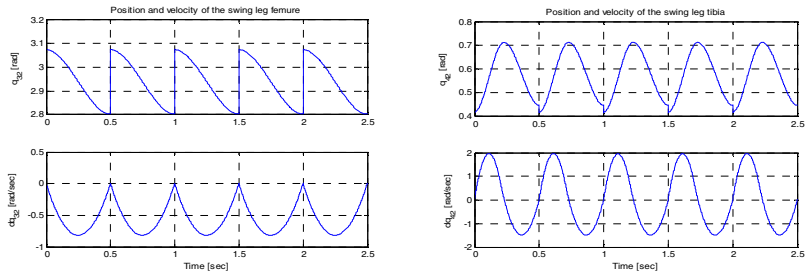 Position and velocity of the swing leg femure
3.2
3.1
3
2.9
2.8
q32 [rad]
0 0.5 1 1.5 2 2.5
0.5
0
-0.5
-1
dq32 [rad/sec]
0 0.5 1 1.5 2 2.5
Time [sec]
Position and velocity of the swing leg tibia
0.8
0.7
0.6
0.5
0.4
q42 [rad]
0 0.5 1 1.5 2 2.5
2
1
0
-1
-2
dq42 [rad/sec]
0 0.5 1 1.5 2 2.5
Time [sec]